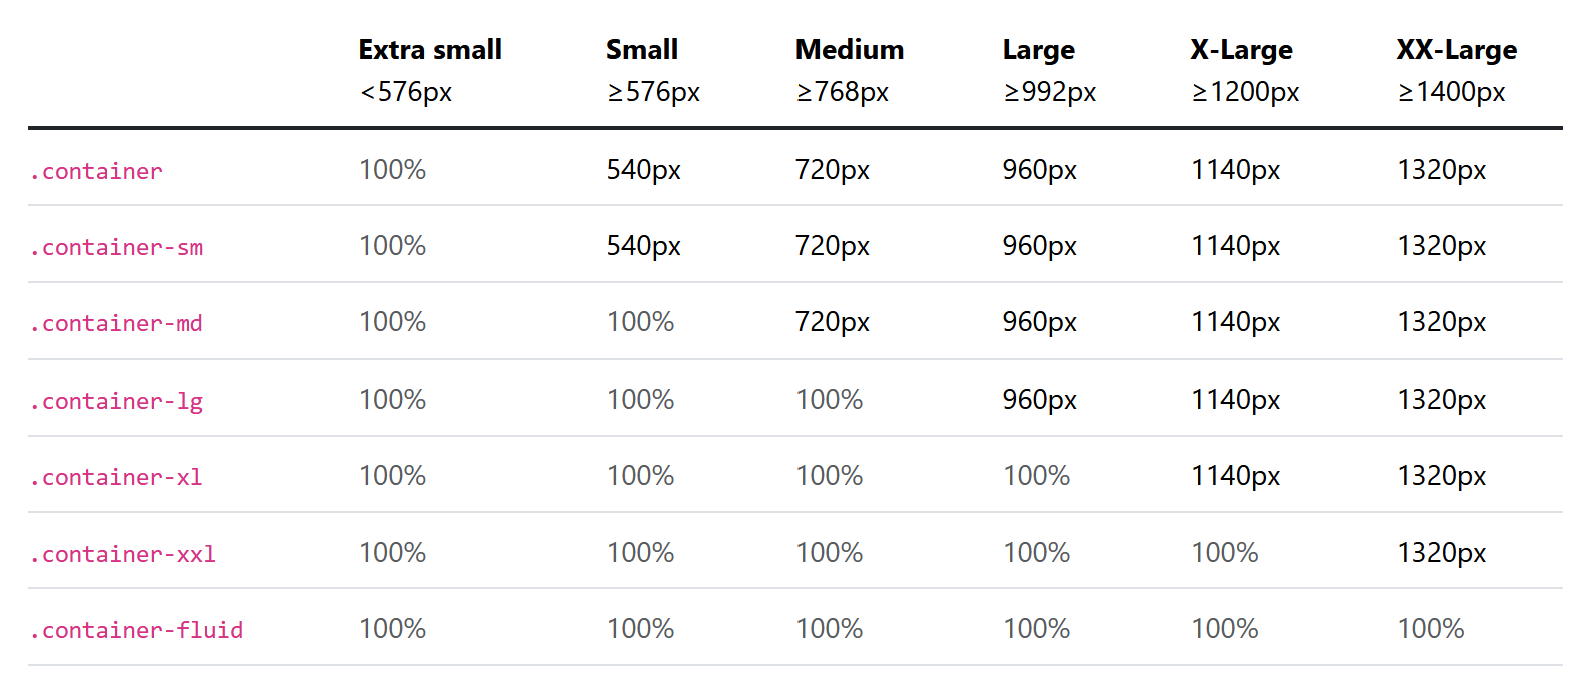 Extra small Small Medium Large X-Large XX-Large
<576px ≥576px ≥768px ≥992px ≥1200px ≥1400px
.container 100% 540px 720px 960px 1140px 1320px
.container-sm 100% 540px 720px 960px 1140px 1320px
.container-md 100% 100% 720px 960px 1140px 1320px
.container-lg 100% 100% 100% 960px 1140px 1320px
.container-xl 100% 100% 100% 100% 1140px 1320px
.container-xxl 100% 100% 100% 100% 100% 1320px
.container-fluid 100% 100% 100% 100% 100% 100%